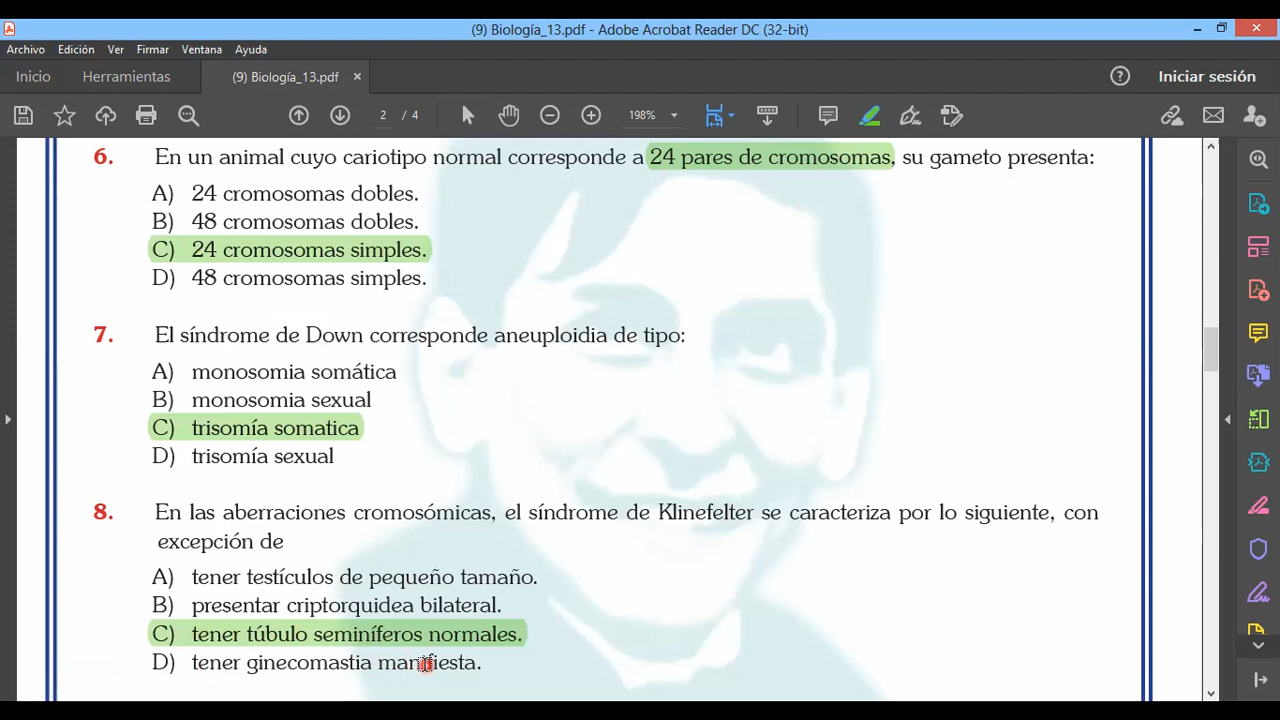 (9) Biología_13.pdf - Adobe Acrobat Reader DC (32-bit)
Archivo Edición Ver Firmar Ventana Ayuda
Inicio Herramientas (9) Biología_13.pdf × Iniciar sesión
2 / 4 198%
6. En un animal cuyo cariotipo normal corresponde a 24 pares de cromosomas, su gameto presenta:
A) 24 cromosomas dobles.
B) 48 cromosomas dobles.
C) 24 cromosomas simples.
D) 48 cromosomas simples.
7. El síndrome de Down corresponde aneuploidia de tipo:
A) monosomia somática
B) monosomia sexual
C) trisomía somatica
D) trisomía sexual
8. En las aberraciones cromosómicas, el síndrome de Klinefelter se caracteriza por lo siguiente, con
excepción de
A) tener testículos de pequeño tamaño.
B) presentar criptorquidea bilateral.
C) tener túbulo seminíferos normales.
D) tener ginecomastia manifiesta.